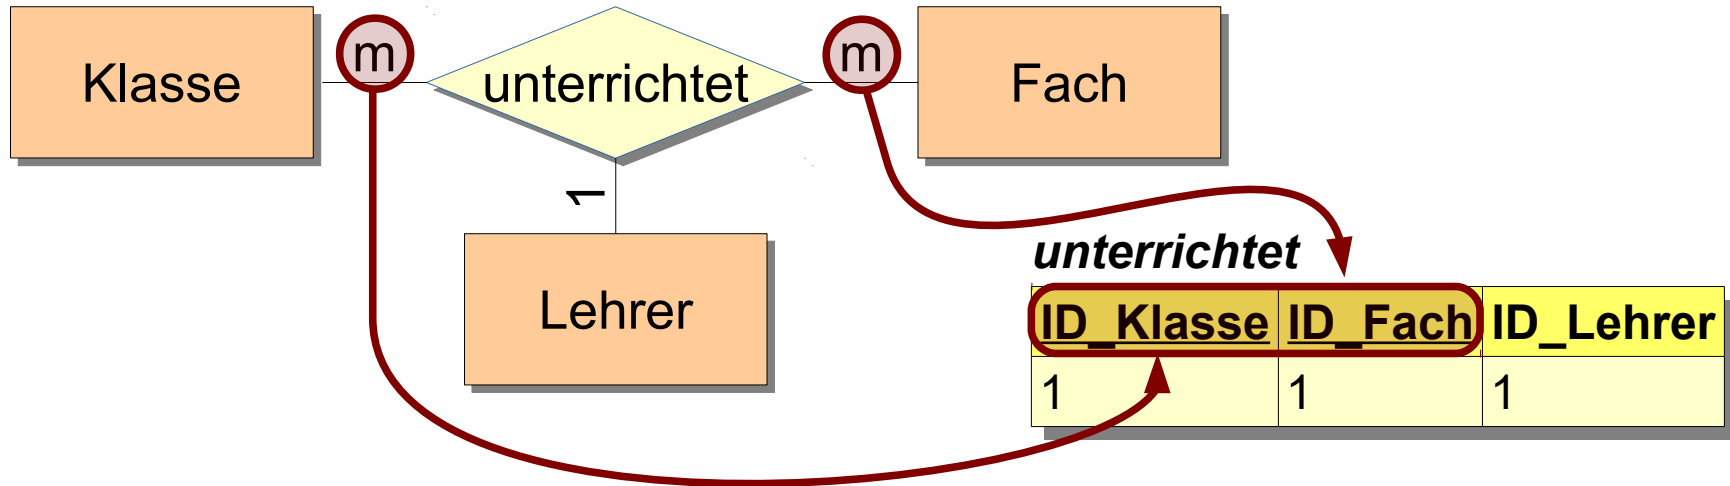 Klasse
m
unterrichtet
m
Fach
1
Lehrer
unterrichtet
ID_Klasse ID_Fach ID_Lehrer
1 1 1